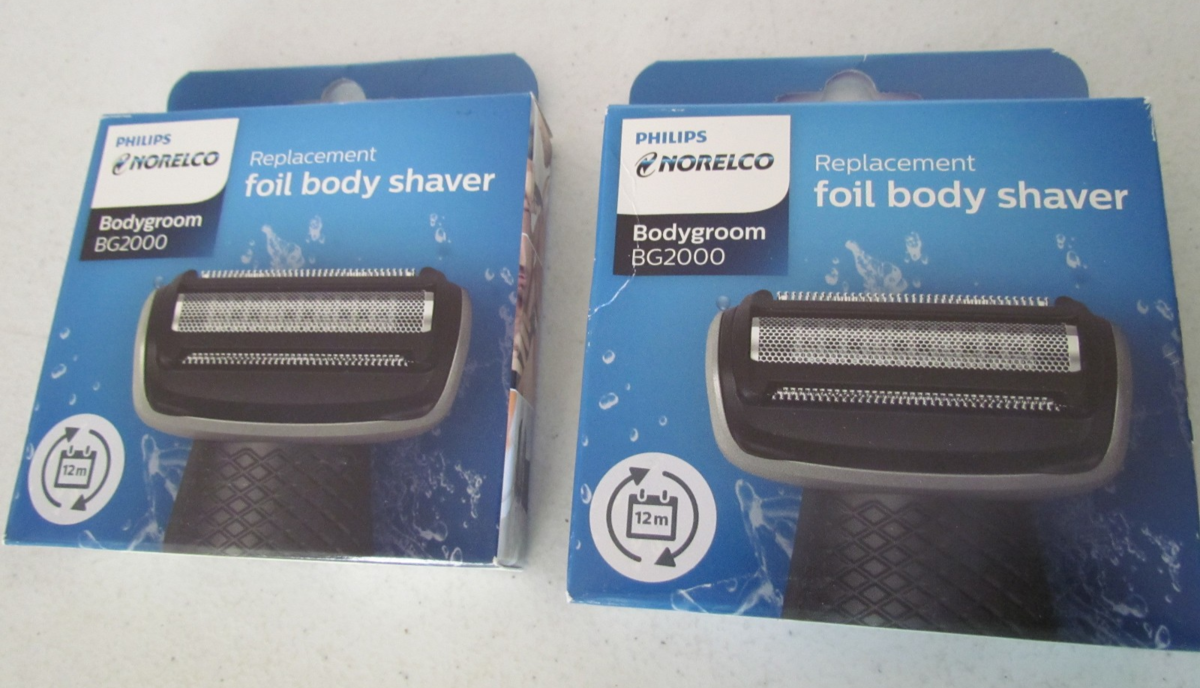 PHILIPS
NORELCO
Replacement
foil body shaver
Bodygroom
BG2000
12m
PHILIPS
NORELCO
Replacement
foil body shaver
Bodygroom
BG2000
12m